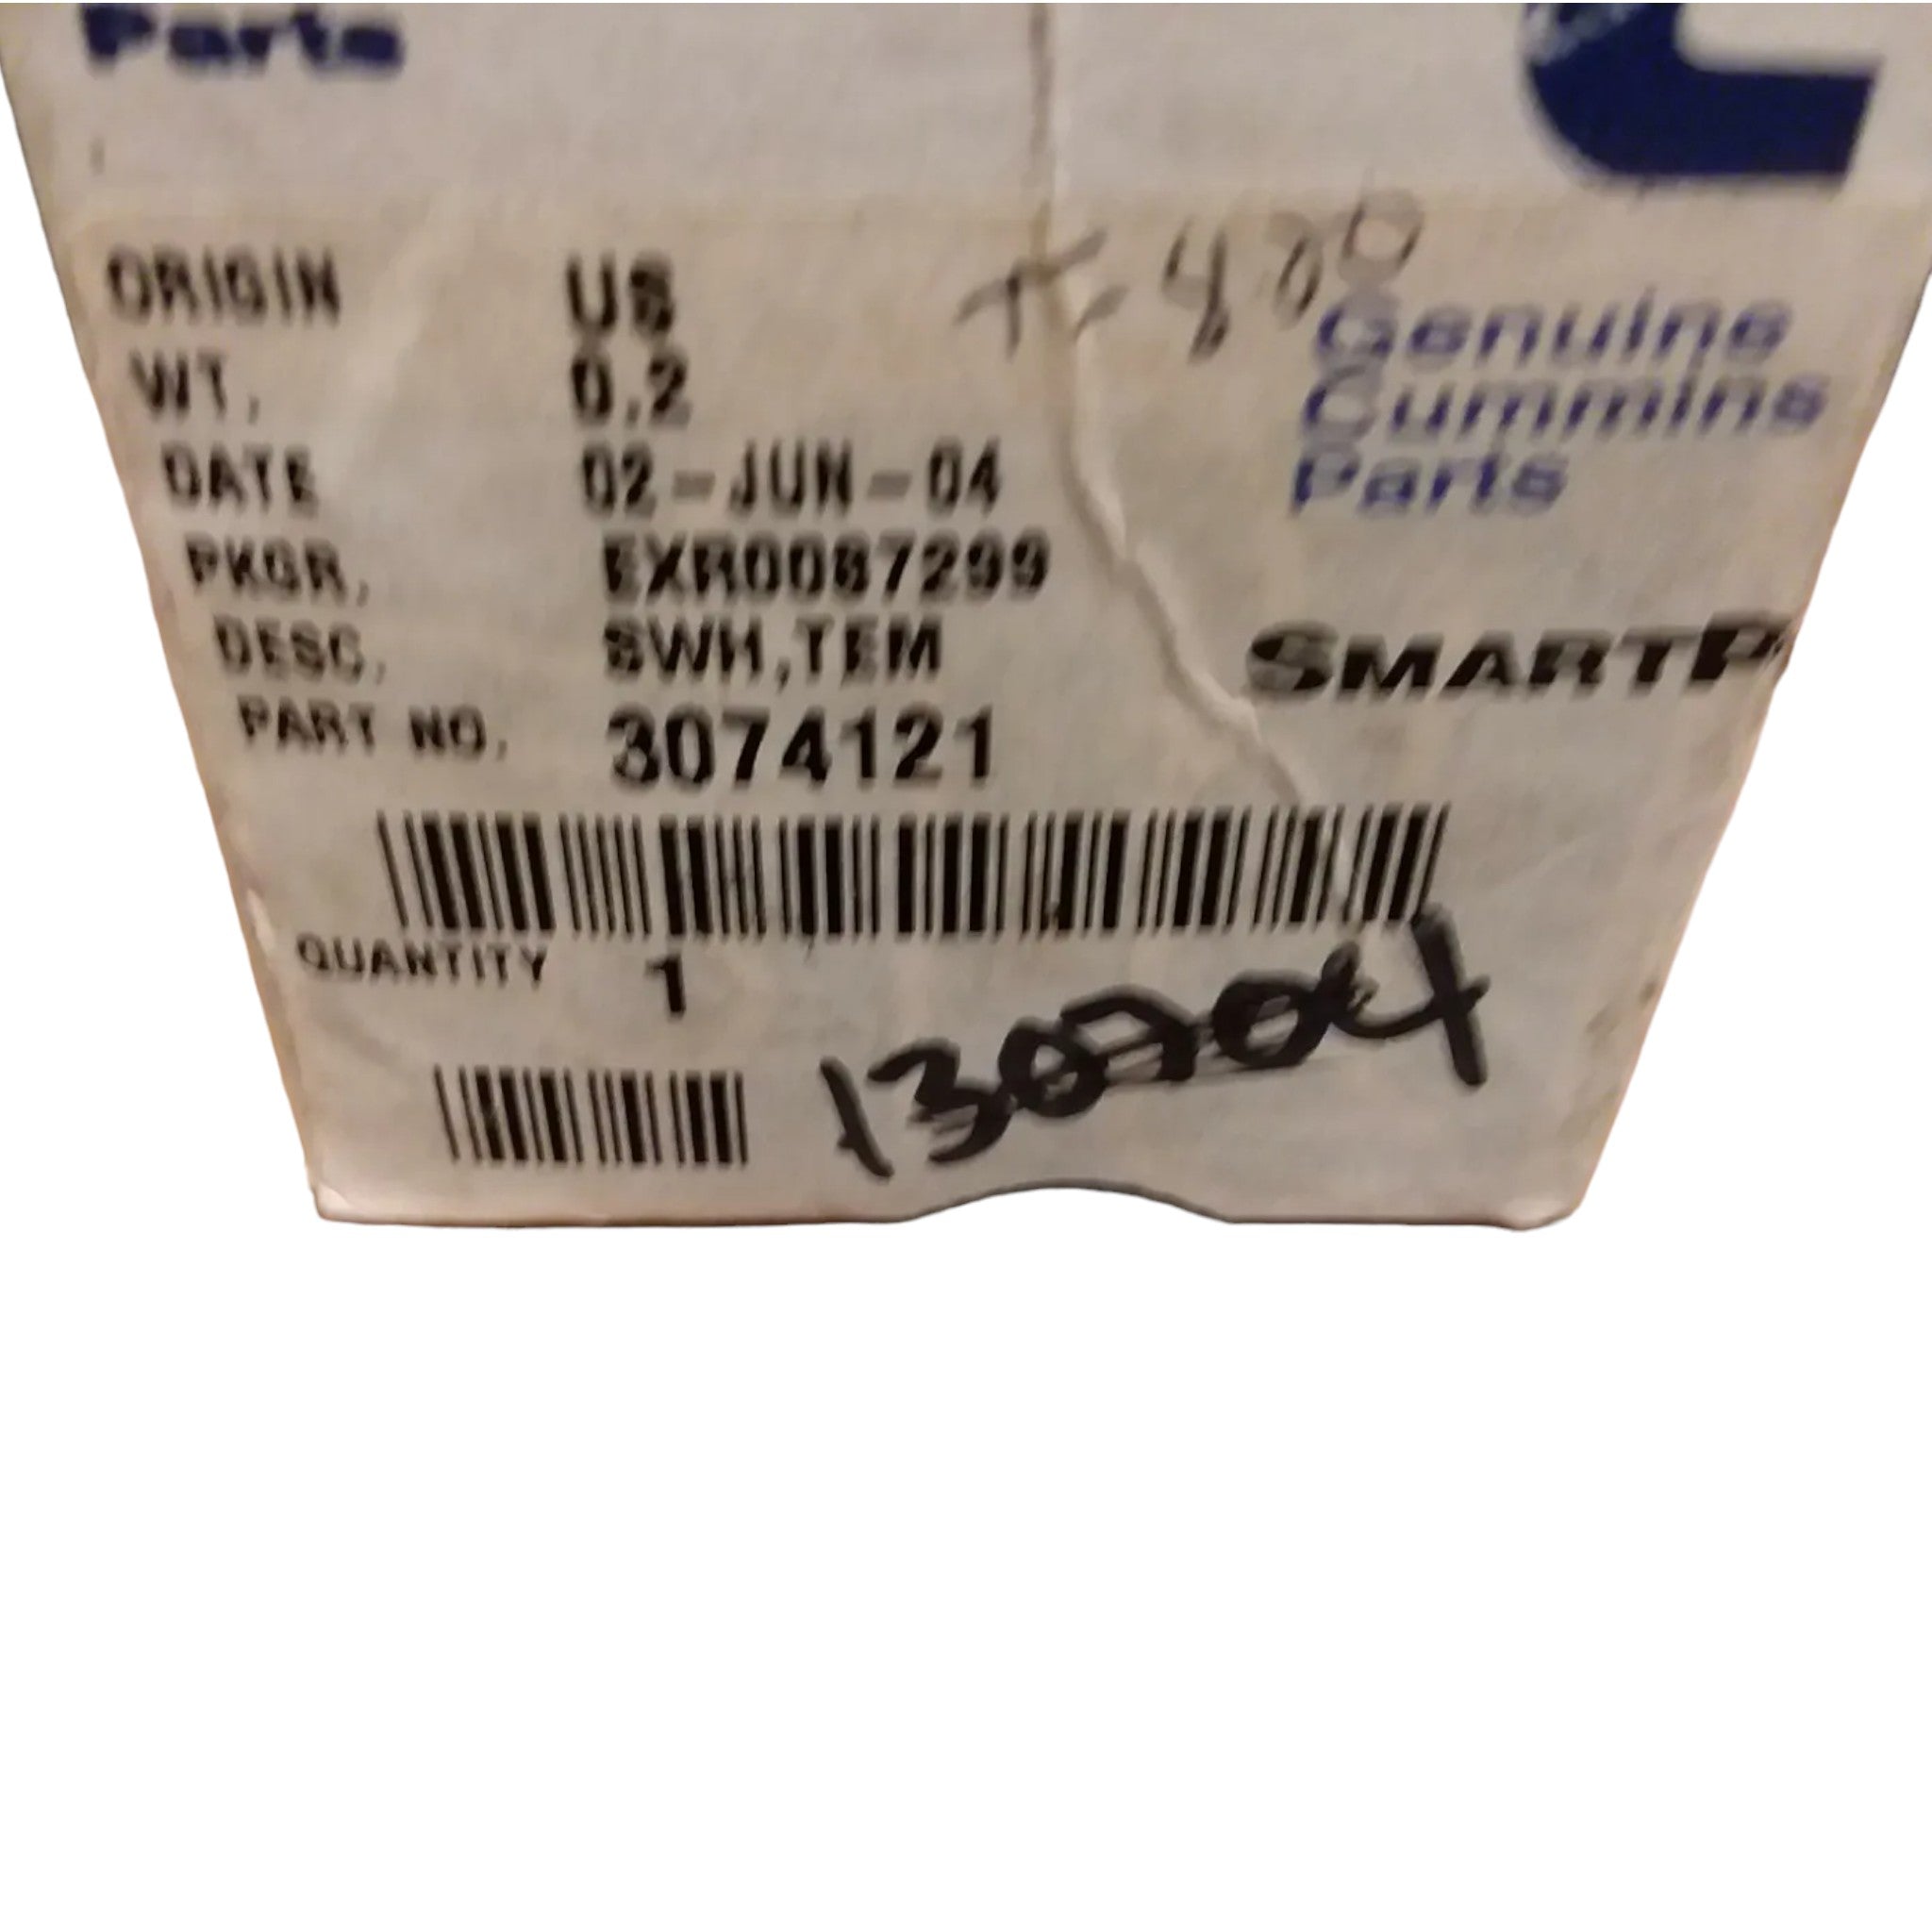 Parts
ORIGIN US
WT. 0.2
DATE 02-JUN-04
PKGR. EXR0087299
DESC. SWH,TEM
PART NO. 3074121
Genuine
Cummins
Parts
SMARTP
QUANTITY 1
130704